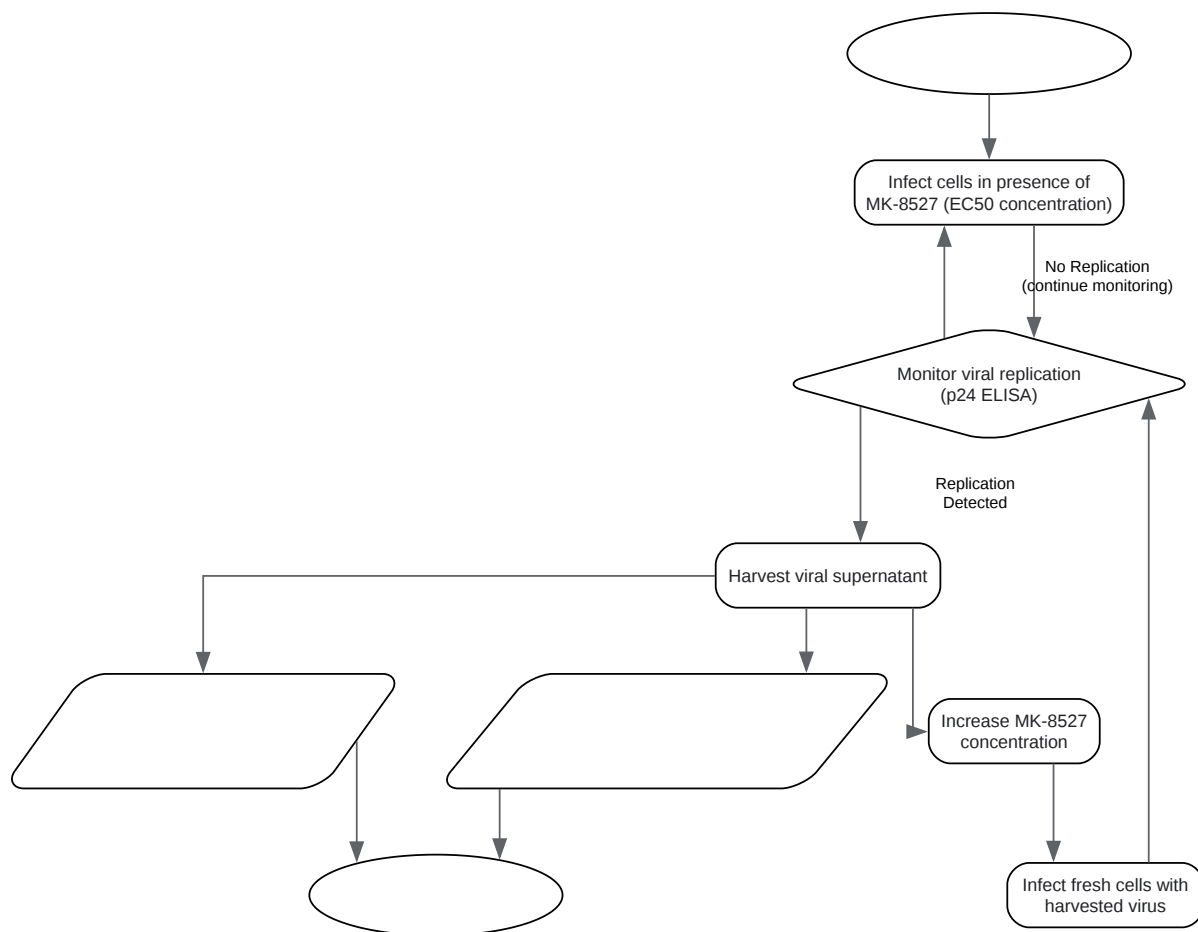 Infect cells in presence of
MK-8527 (EC50 concentration)
No Replication
(continue monitoring)
Monitor viral replication
(p24 ELISA)
Replication
Detected
Harvest viral supernatant
Increase MK-8527
concentration
Infect fresh cells with
harvested virus